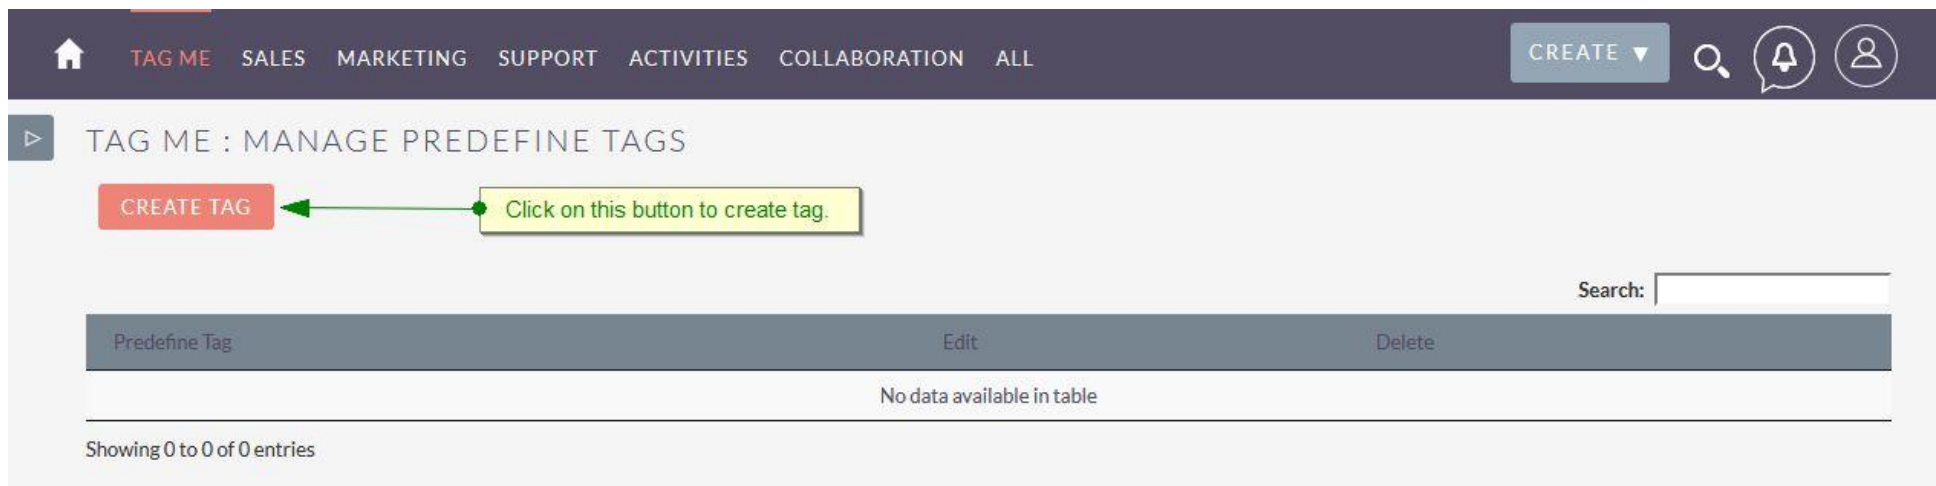 TAG ME SALES MARKETING SUPPORT ACTIVITIES COLLABORATION ALL CREATE ▼
TAG ME : MANAGE PREDEFINE TAGS
CREATE TAG Click on this button to create tag.
Search:
Predefine Tag Edit Delete
No data available in table
Showing 0 to 0 of 0 entries